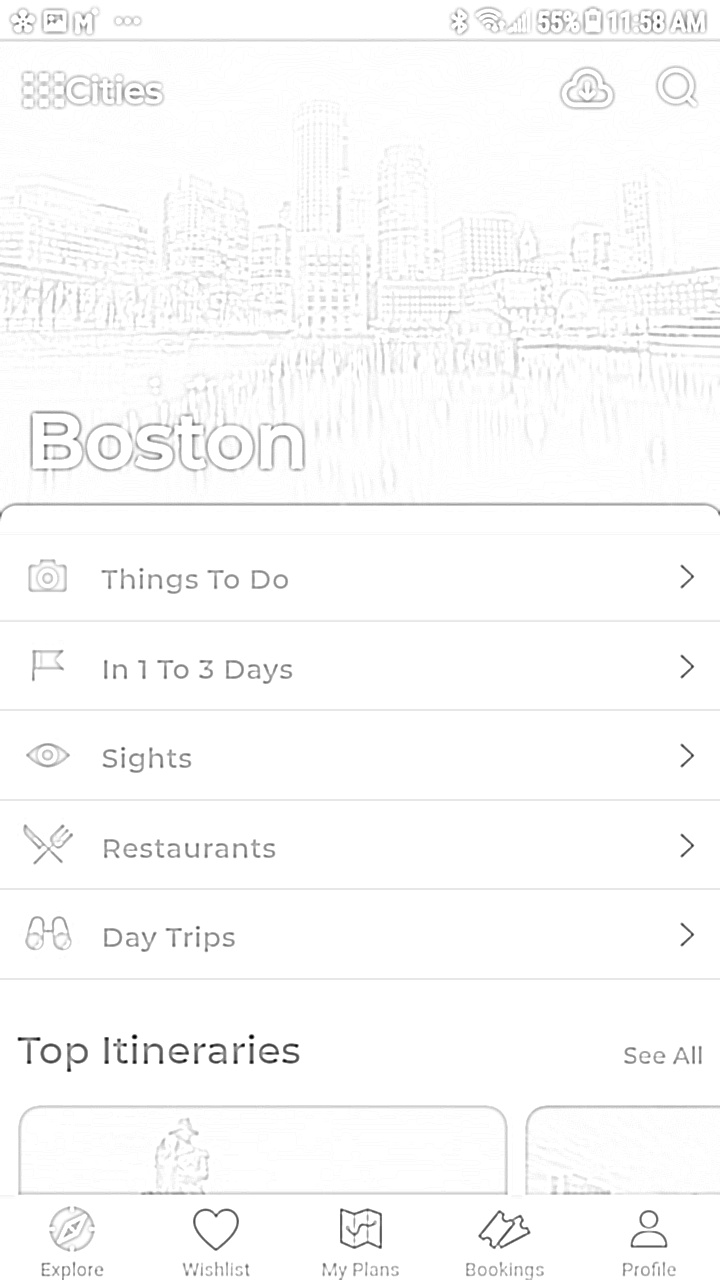 55% 11:58 AM
Cities
Boston
Things To Do
In 1 To 3 Days
Sights
Restaurants
Day Trips
Top Itineraries
See All
Explore
Wishlist
My Plans
Bookings
Profile